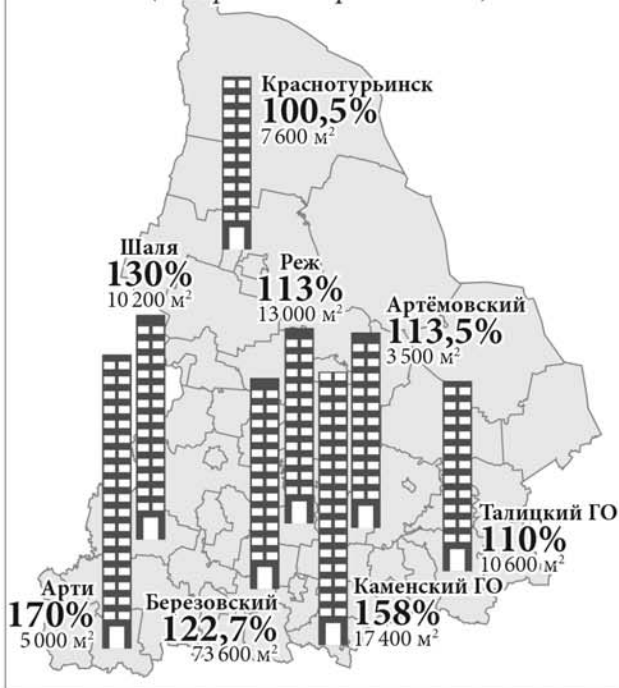 Краснотурьинск
100,5%
7 600 м²
Шаля
130%
10 200 м²
Реж
113%
13 000 м²
Артёмовский
113,5%
3 500 м²
Талицкий ГО
110%
10 600 м²
Арти
170%
5 000 м²
Березовский
122,7%
73 600 м²
Каменский ГО
158%
17 400 м²